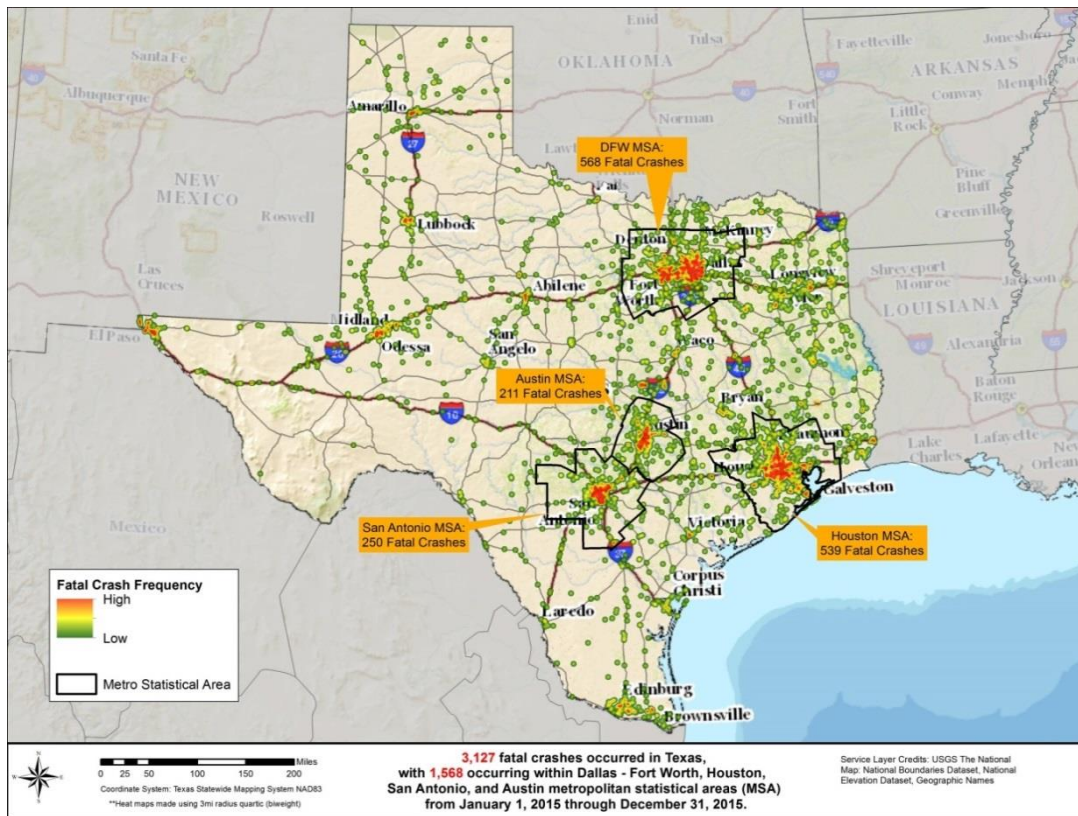 Enid
Tulsa
Fayetteville
Jonesboro
Santa Fe
OKLAHOMA
ARKANSAS
Albuquerque
40
Amarillo
Norman
Fort
Smith
Conway
Memphis
Little
Rock
27
DFW MSA:
568 Fatal Crashes
Pine
Bluff
NEW
MEXICO
Roswell
Lubbock
Greenville
Denton
McKinney
Las
Cruces
Abilene
Fort
Worth
Longview
Shreveport
Monroe
Jackson
LOUISIANA
El Paso
Midland
Odessa
San
Angelo
Waco
Alexandria
Austin MSA:
211 Fatal Crashes
Bryan
Baton
Rouge
10
Lake
Charles
Lafayette
New
Orleans
San
Antonio
Galveston
Mexico
San Antonio MSA:
250 Fatal Crashes
Victoria
Houston MSA:
539 Fatal Crashes
Corpus
Christi
Laredo
Edinburg
Brownsville
Fatal Crash Frequency
High
Low
Metro Statistical Area
0 25 50 100 150 200 Miles
Coordinate System: Texas Statewide Mapping System NAD83
**Heat maps made using 3mi radius quartic (biweight)
3,127 fatal crashes occurred in Texas,
with 1,568 occurring within Dallas - Fort Worth, Houston,
San Antonio, and Austin metropolitan statistical areas (MSA)
from January 1, 2015 through December 31, 2015.
Service Layer Credits: USGS The National
Map: National Boundaries Dataset, National
Elevation Dataset, Geographic Names